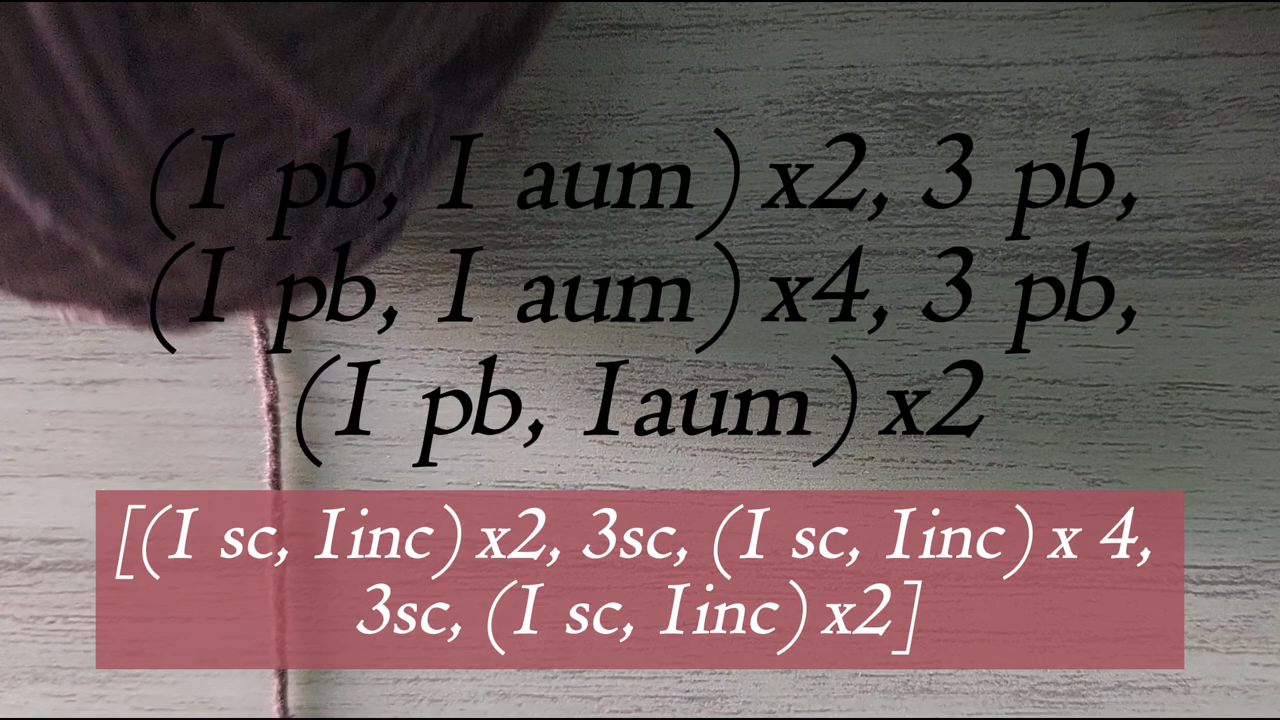 (1 pb, 1 aum) x2, 3 pb,
(1 pb, 1 aum) x4, 3 pb,
(1 pb, 1aum) x2
[(1 sc, 1inc) x2, 3sc, (1 sc, 1inc) x 4,
3sc, (1 sc, 1inc) x2]